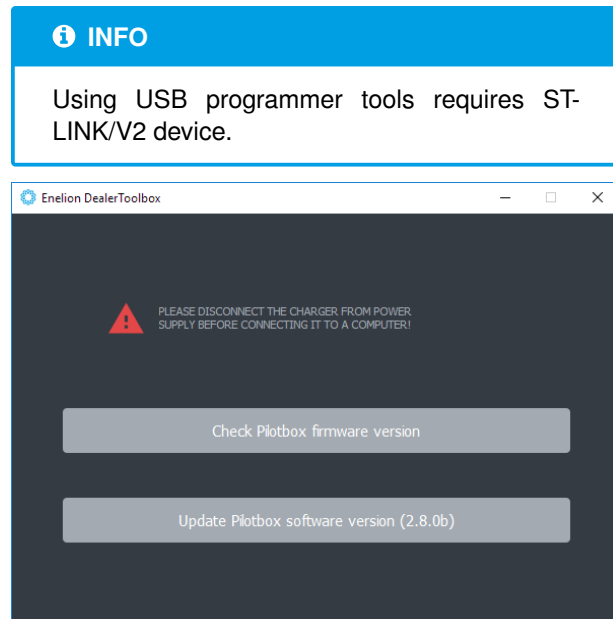 INFO
Using USB programmer tools requires ST-
LINK/V2 device.
Enelion DealerToolbox
PLEASE DISCONNECT THE CHARGER FROM POWER
SUPPLY BEFORE CONNECTING IT TO A COMPUTER!
Check Pilotbox firmware version
Update Pilotbox software version (2.8.0b)